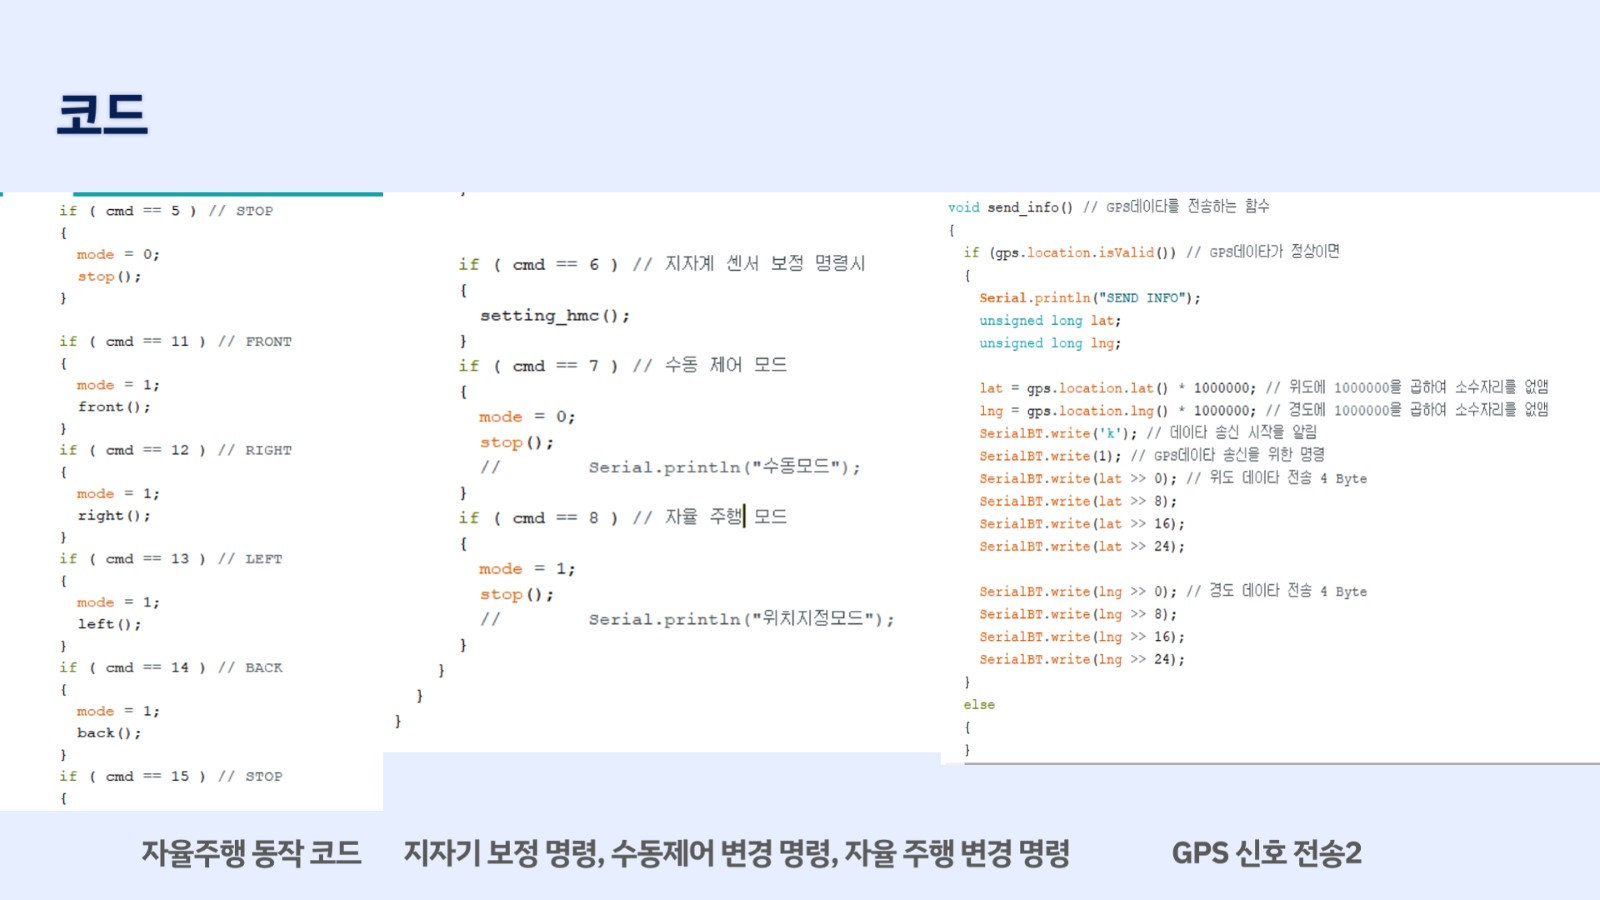 코드
if ( cmd == 5 ) // STOP
{
mode = 0;
stop();
}
if ( cmd == 11 ) // FRONT
{
mode = 1;
front();
}
if ( cmd == 12 ) // RIGHT
{
mode = 1;
right();
}
if ( cmd == 13 ) // LEFT
{
mode = 1;
left();
}
if ( cmd == 14 ) // BACK
{
mode = 1;
back();
}
if ( cmd == 15 ) // STOP
{
자율주행 동작 코드
}
if ( cmd == 6 ) // 지자계 센서 보정 명령시
{
setting_hmc();
}
if ( cmd == 7 ) // 수동 제어 모드
{
mode = 0;
stop();
// Serial.println("수동모드");
}
if ( cmd == 8 ) // 자율 주행 모드
{
mode = 1;
stop();
// Serial.println("위치지정모드");
}
}
}
}
지자기 보정 명령, 수동제어 변경 명령, 자율 주행 변경 명령
void send_info() // GPS데이타를 전송하는 함수
{
if (gps.location.isValid()) // GPS데이타가 정상이면
{
Serial.println("SEND INFO");
unsigned long lat;
unsigned long lng;
lat = gps.location.lat() * 1000000; // 위도에 1000000을 곱하여 소수자리를 없앰
lng = gps.location.lng() * 1000000; // 경도에 1000000을 곱하여 소수자리를 없앰
SerialBT.write('k'); // 데이타 송신 시작을 알림
SerialBT.write(1); // GPS데이타 송신을 위한 명령
SerialBT.write(lat >> 0); // 위도 데이타 전송 4 Byte
SerialBT.write(lat >> 8);
SerialBT.write(lat >> 16);
SerialBT.write(lat >> 24);
SerialBT.write(lng >> 0); // 경도 데이타 전송 4 Byte
SerialBT.write(lng >> 8);
SerialBT.write(lng >> 16);
SerialBT.write(lng >> 24);
}
else
{
}
GPS 신호 전송2